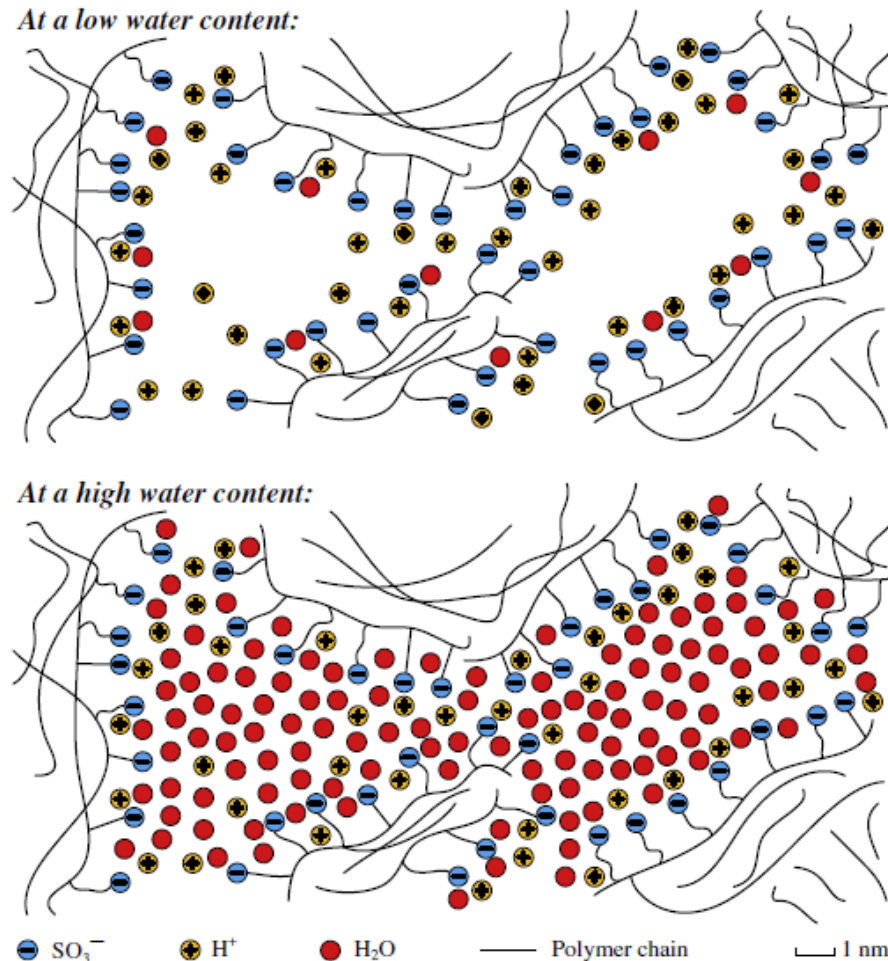 At a low water content:
At a high water content:
SO₃⁻ H⁺ H₂O Polymer chain 1 nm